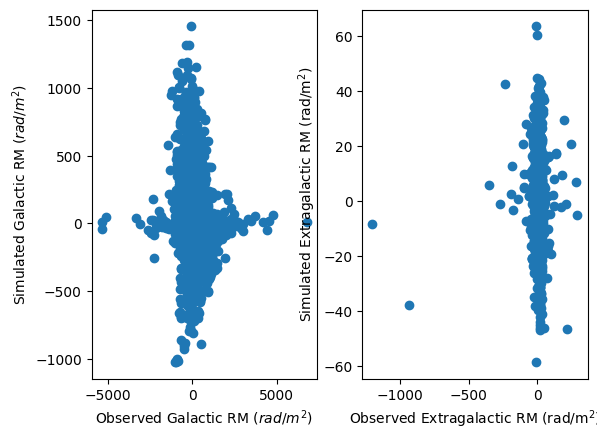 1500
1000
500
0
−500
−1000
−5000 0 5000
Simulated Galactic RM (rad/m²)
Observed Galactic RM (rad/m²)
60
40
20
0
−20
−40
−60
−1000 −500 0
Simulated Extragalactic RM (rad/m²)
Observed Extragalactic RM (rad/m²)